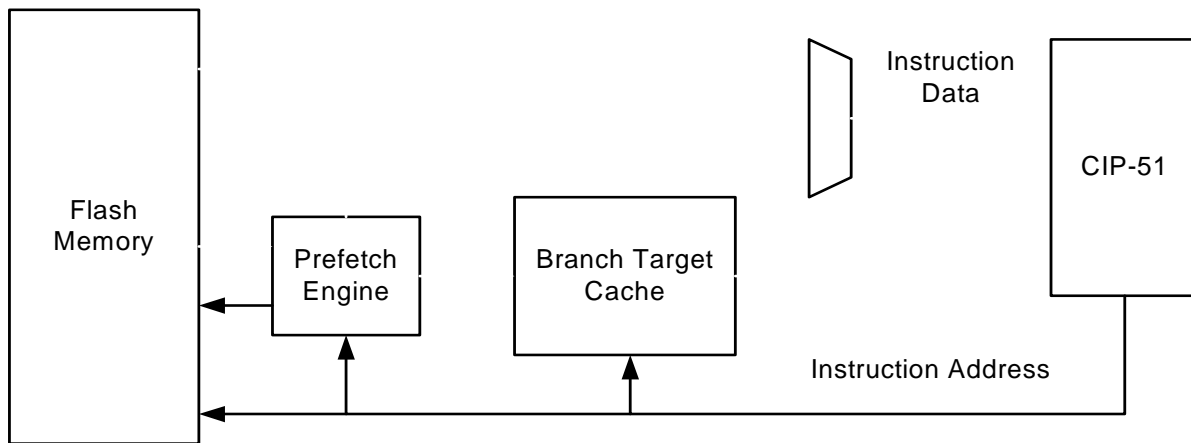 Instruction
Data
CIP-51
Flash
Memory
Prefetch
Engine
Branch Target
Cache
Instruction Address